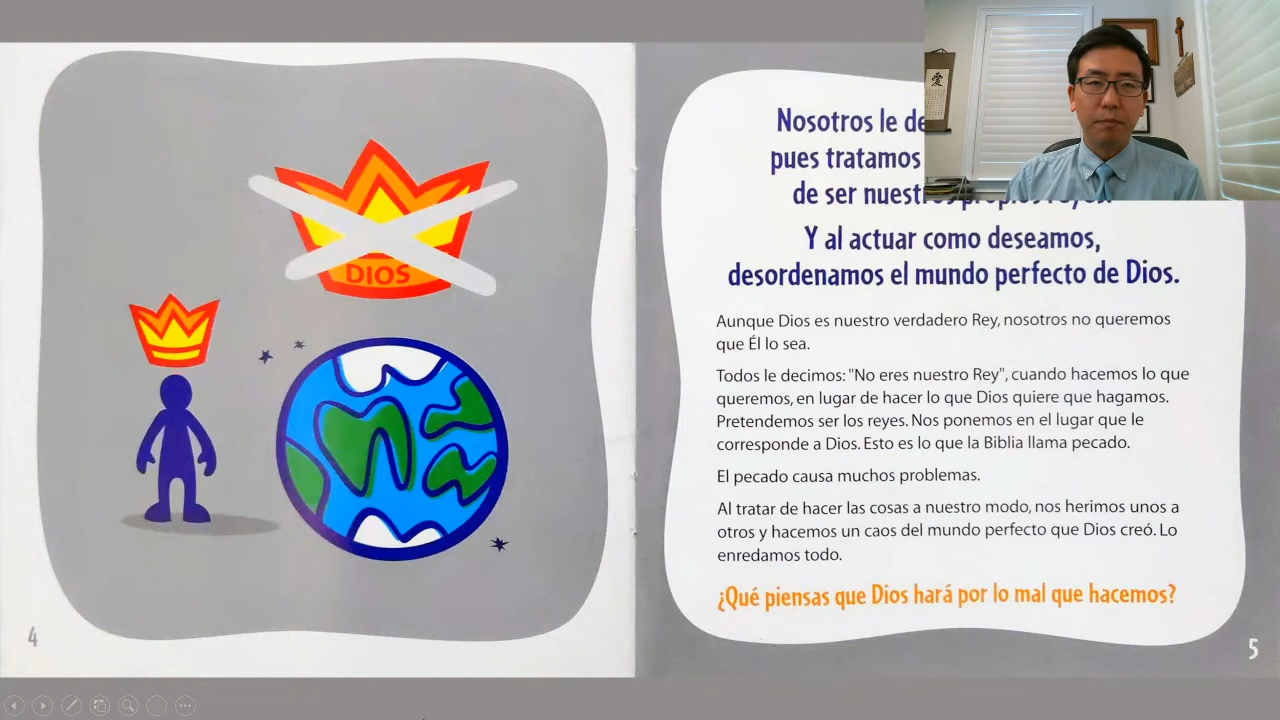 DIOS
4
Nosotros le
pues tratamos
de ser
Y al actuar como deseamos,
desordenamos el mundo perfecto de Dios.
Aunque Dios es nuestro verdadero Rey, nosotros no queremos
que Él lo sea.
Todos le decimos: "No eres nuestro Rey", cuando hacemos lo que
queremos, en lugar de hacer lo que Dios quiere que hagamos.
Pretendemos ser los reyes. Nos ponemos en el lugar que le
corresponde a Dios. Esto es lo que la Biblia llama pecado.
El pecado causa muchos problemas.
Al tratar de hacer las cosas a nuestro modo, nos herimos unos a
otros y hacemos un caos del mundo perfecto que Dios creó. Lo
enredamos todo.
¿Qué piensas que Dios hará por lo mal que hacemos?
5
愛